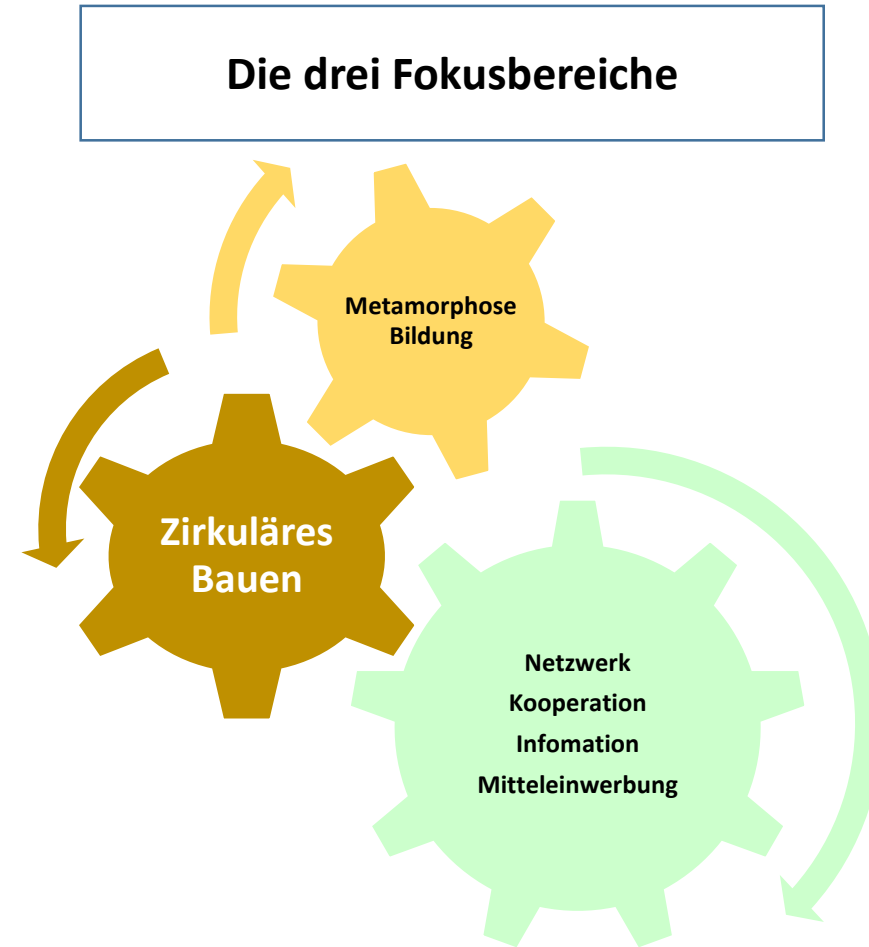 Die drei Fokusbereiche
Metamorphose
Bildung
Zirkuläres
Bauen
Netzwerk
Kooperation
Infomation
Mitteleinwerbung